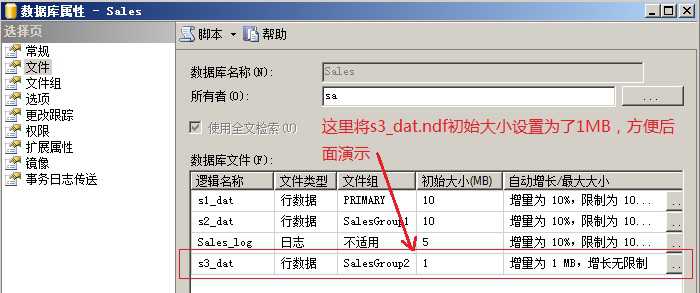 数据库属性 - Sales
选择页
常规
文件
文件组
选项
更改跟踪
权限
扩展属性
镜像
事务日志传送
脚本 帮助
数据库名称(N): Sales
所有者(O): sa ...
使用全文检索(U)
这里将s3_dat.ndf初始大小设置为了1MB，方便后
面演示
数据库文件(F):
逻辑名称 文件类型 文件组 初始大小(MB) 自动增长/最大大小
s1_dat 行数据 PRIMARY 10 增量为 10%，限制为 10... ..
s2_dat 行数据 SalesGroup1 10 增量为 10%，限制为 10... ..
Sales_log 日志 不适用 5 增量为 10%，限制为 10... ..
s3_dat 行数据 SalesGroup2 1 增量为 1 MB，增长无限制 ..